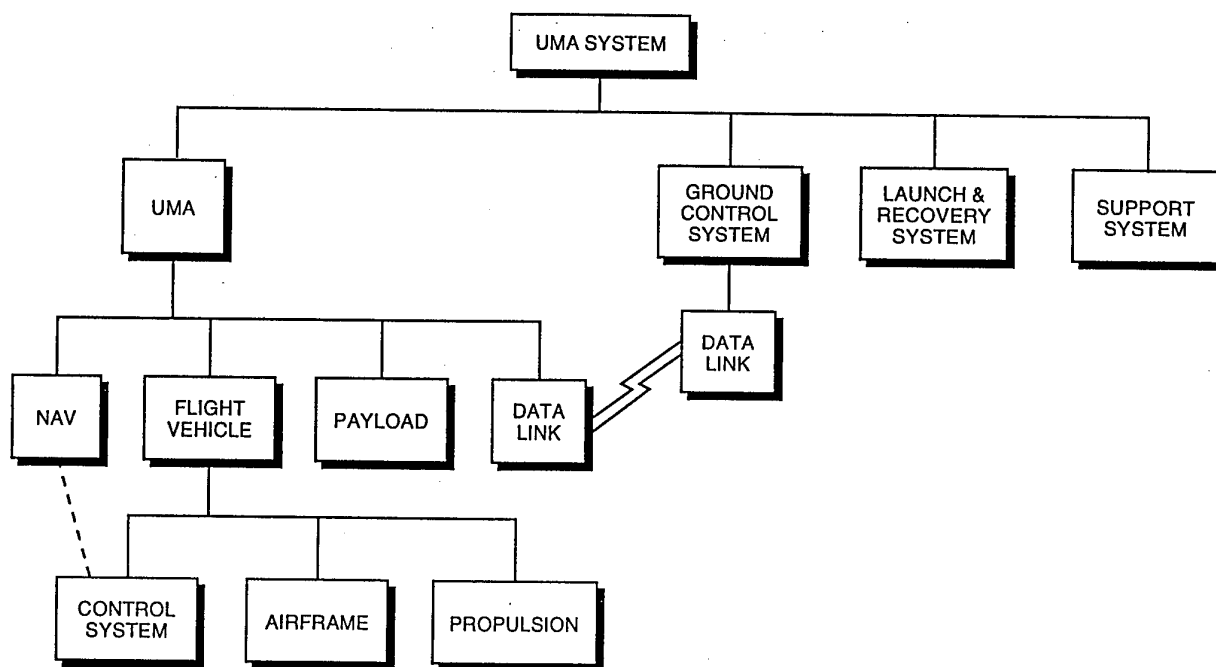 UMA SYSTEM
UMA
GROUND
CONTROL
SYSTEM
LAUNCH &
RECOVERY
SYSTEM
SUPPORT
SYSTEM
DATA
LINK
NAV
FLIGHT
VEHICLE
PAYLOAD
DATA
LINK
CONTROL
SYSTEM
AIRFRAME
PROPULSION